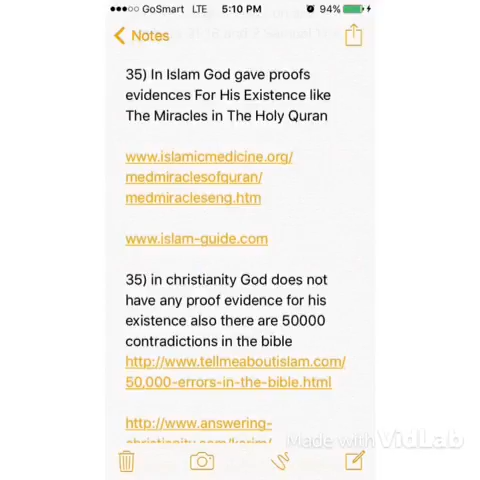 GoSmart LTE 5:10 PM 94%
Notes
35) In Islam God gave proofs
evidences For His Existence like
The Miracles in The Holy Quran
www.islamicmedicine.org/
medmiraclesofquran/
medmiracleseng.htm
www.islam-guide.com
35) in christianity God does not
have any proof evidence for his
existence also there are 50000
contradictions in the bible
http://www.tellmeaboutislam.com/
50,000-errors-in-the-bible.html
http://www.answering-
christianity.com/karim/
Made with VidLab